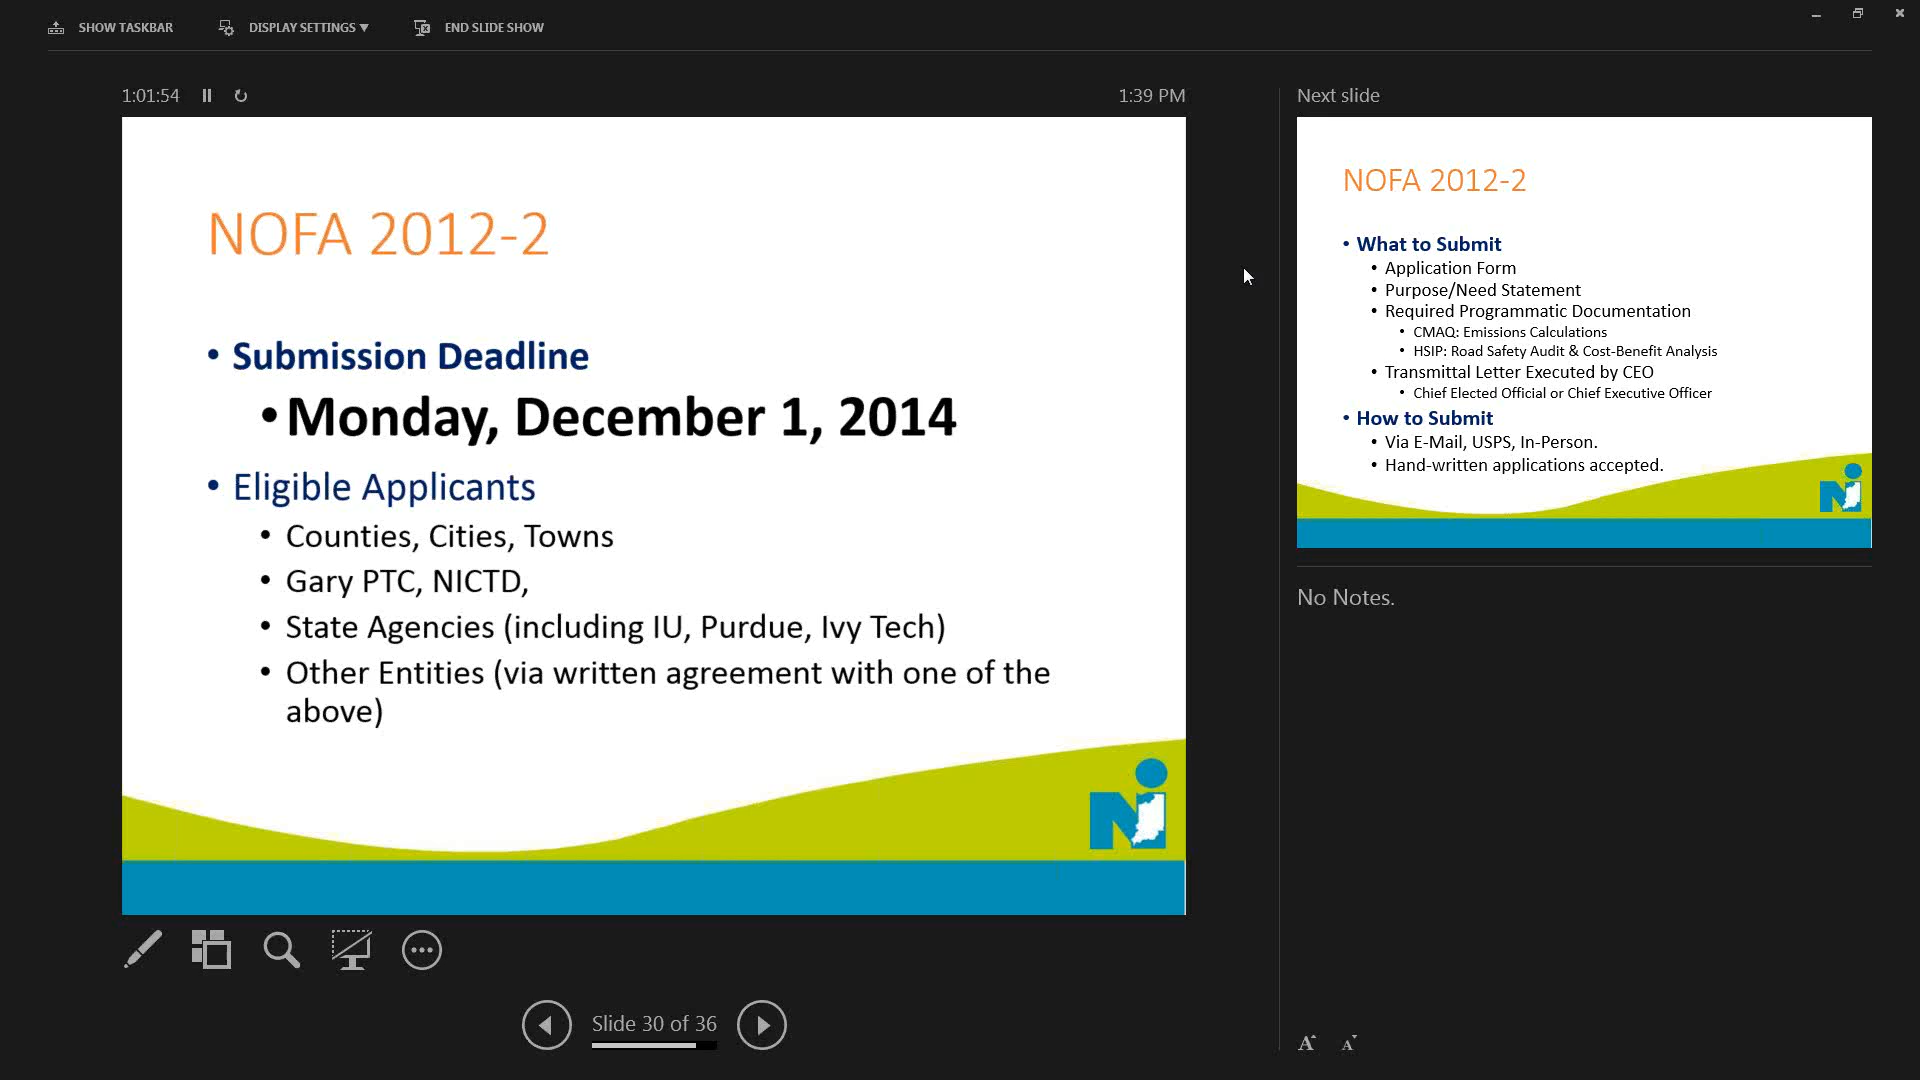 SHOW TASKBAR
DISPLAY SETTINGS ▼
END SLIDE SHOW
1:01:54
1:39 PM
NOFA 2012-2
• Submission Deadline
• Monday, December 1, 2014
• Eligible Applicants
• Counties, Cities, Towns
• Gary PTC, NICTD,
• State Agencies (including IU, Purdue, Ivy Tech)
• Other Entities (via written agreement with one of the
above)
Slide 30 of 36
Next slide
NOFA 2012-2
• What to Submit
• Application Form
• Purpose/Need Statement
• Required Programmatic Documentation
• CMAQ: Emissions Calculations
• HSIP: Road Safety Audit & Cost-Benefit Analysis
• Transmittal Letter Executed by CEO
• Chief Elected Official or Chief Executive Officer
• How to Submit
• Via E-Mail, USPS, In-Person.
• Hand-written applications accepted.
No Notes.
A A